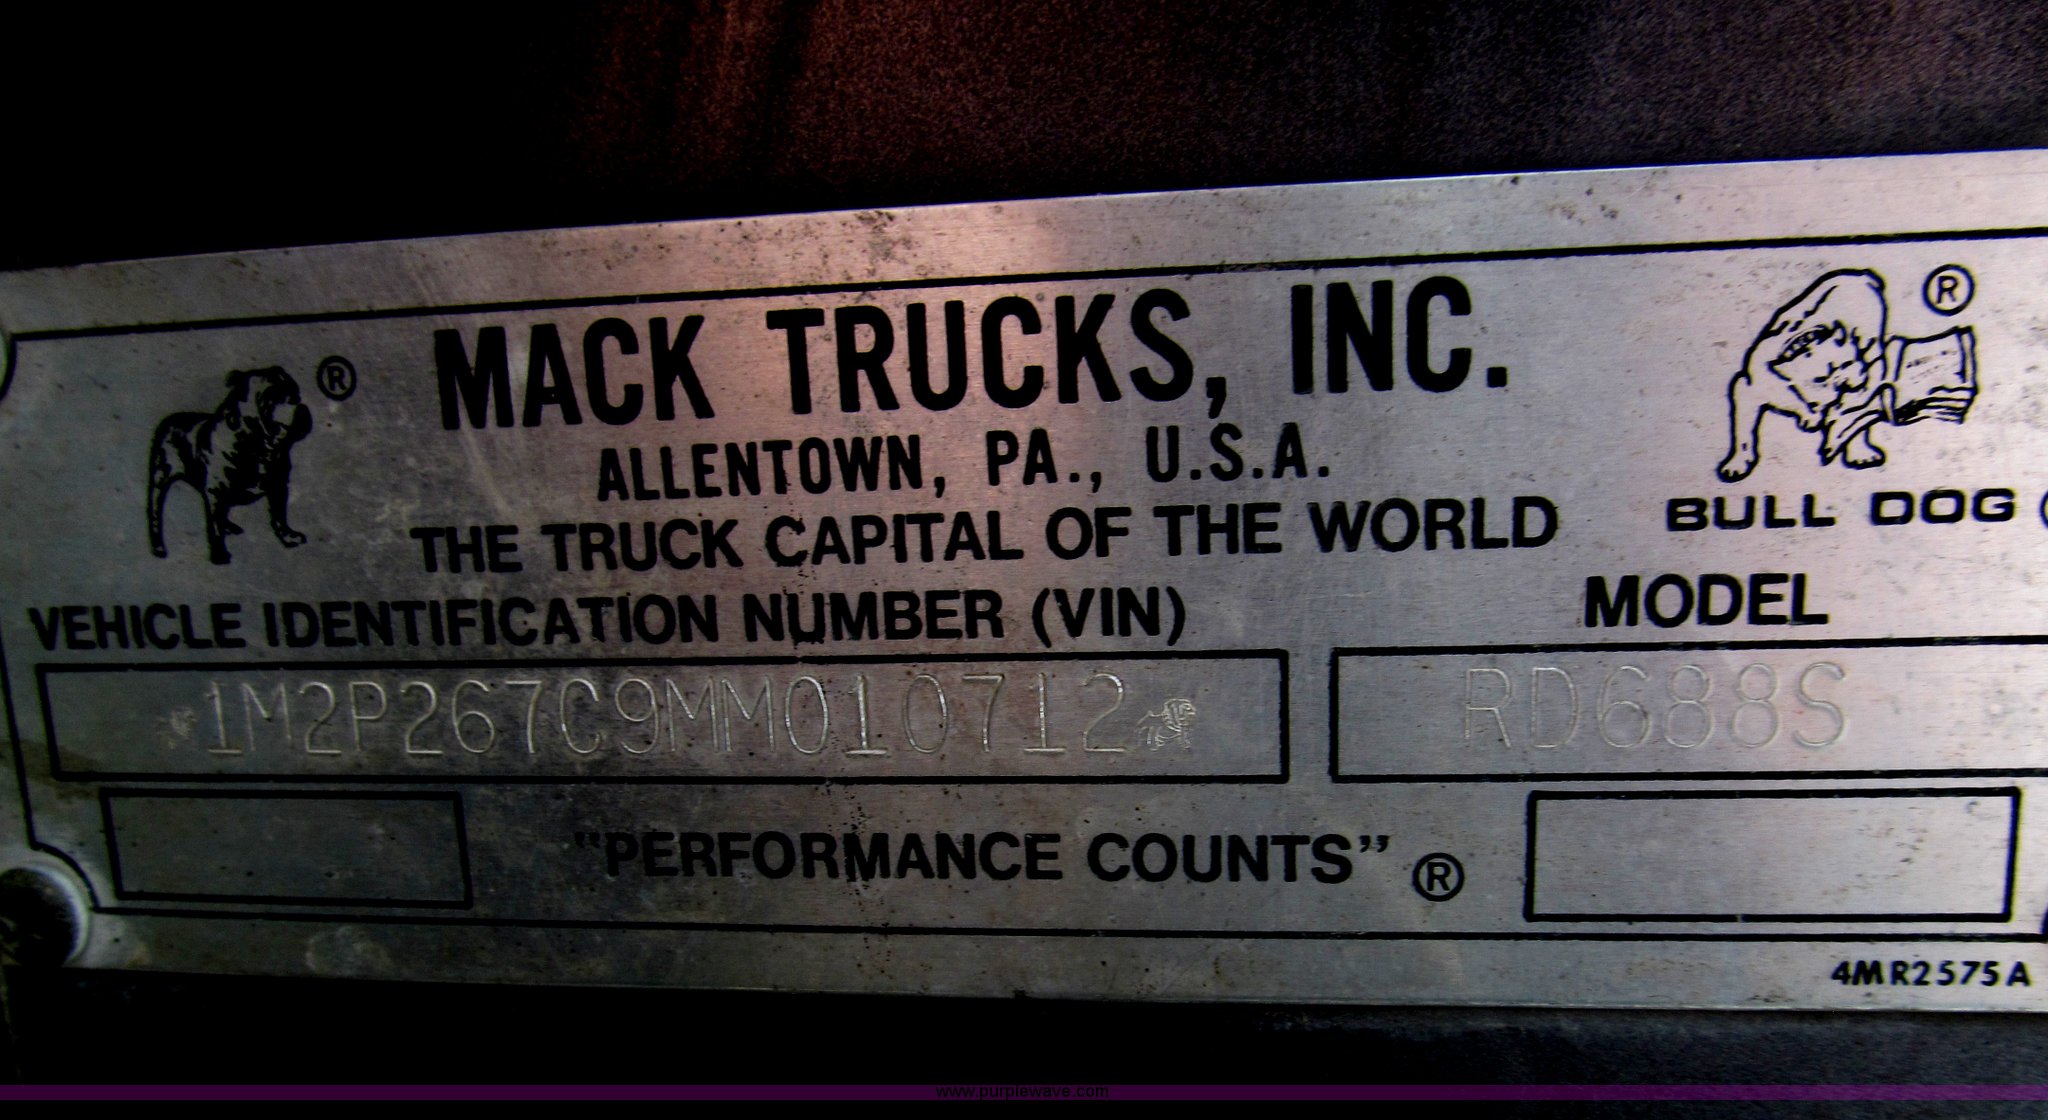 MACK TRUCKS, INC.
ALLENTOWN, PA., U.S.A.
THE TRUCK CAPITAL OF THE WORLD
BULL DOG
VEHICLE IDENTIFICATION NUMBER (VIN)
MODEL
1M2P267C9MM010712
RD688S
"PERFORMANCE COUNTS" ®
4MR2575A
www.purplewave.com